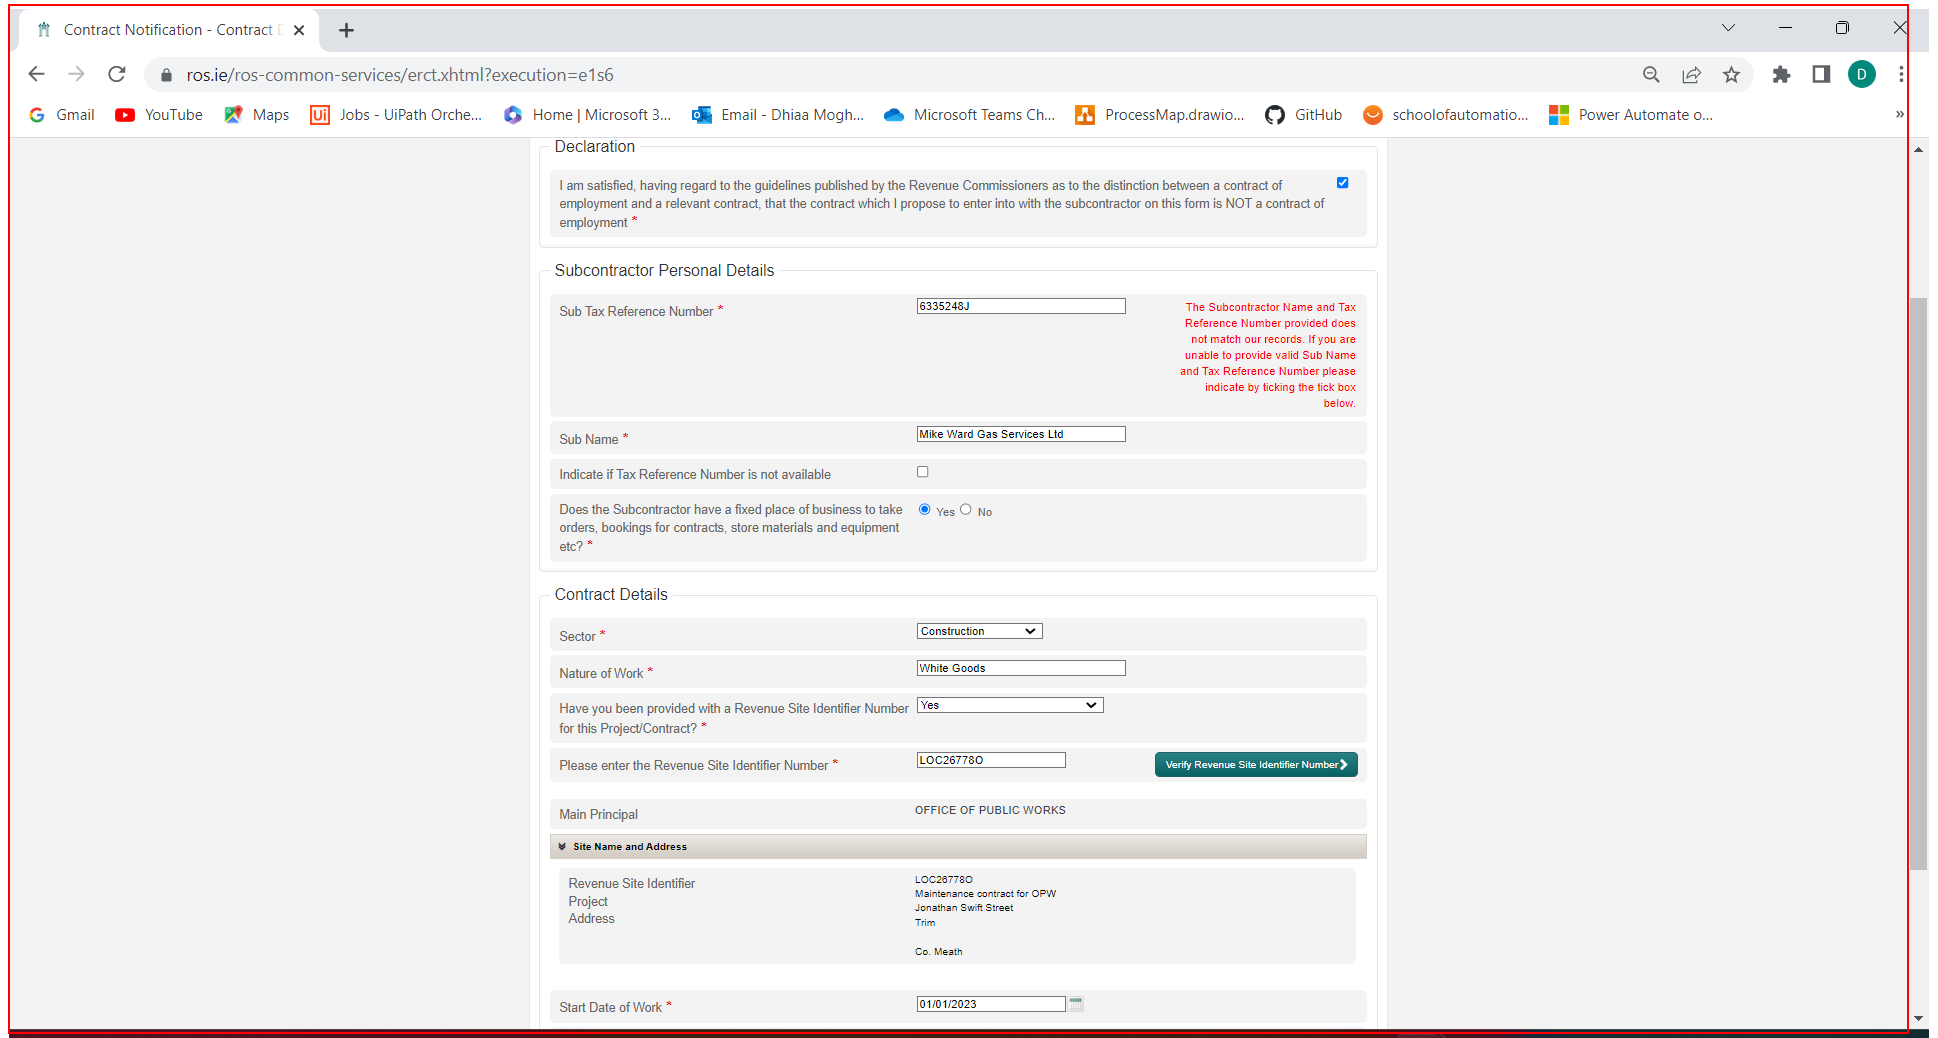 Contract Notification - Contract
ros.ie/ros-common-services/erct.xhtml?execution=e1s6
D
Gmail
YouTube
Maps
Jobs - UiPath Orche...
Home | Microsoft 3...
Email - Dhiaa Mogh...
Microsoft Teams Ch...
ProcessMap.drawio...
GitHub
schoolofautomatio...
Power Automate o...
»
Declaration
I am satisfied, having regard to the guidelines published by the Revenue Commissioners as to the distinction between a contract of
employment and a relevant contract, that the contract which I propose to enter into with the subcontractor on this form is NOT a contract of
employment *
Subcontractor Personal Details
Sub Tax Reference Number *
6335248J
The Subcontractor Name and Tax
Reference Number provided does
not match our records. If you are
unable to provide valid Sub Name
and Tax Reference Number please
indicate by ticking the tick box
below.
Sub Name *
Mike Ward Gas Services Ltd
Indicate if Tax Reference Number is not available
Does the Subcontractor have a fixed place of business to take
orders, bookings for contracts, store materials and equipment
etc? *
Yes No
Contract Details
Sector *
Construction
Nature of Work *
White Goods
Have you been provided with a Revenue Site Identifier Number
for this Project/Contract? *
Yes
Please enter the Revenue Site Identifier Number *
LOC26778O
Verify Revenue Site Identifier Number
Main Principal
OFFICE OF PUBLIC WORKS
Site Name and Address
Revenue Site Identifier
LOC26778O
Project
Maintenance contract for OPW
Address
Jonathan Swift Street
Trim
Co. Meath
Start Date of Work *
01/01/2023